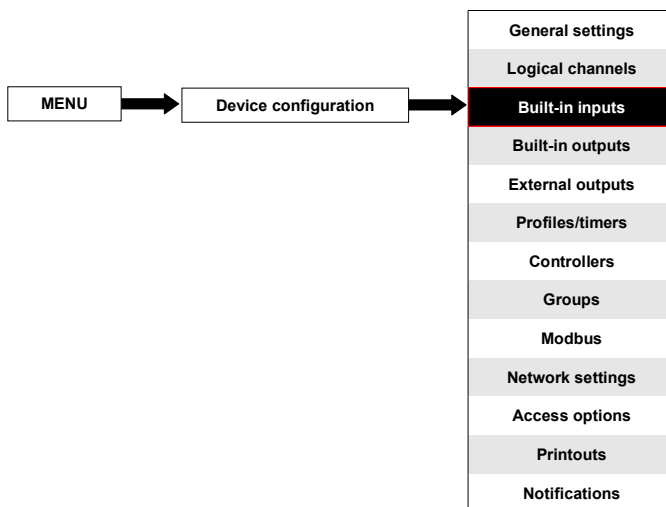 MENU
Device configuration
General settings
Logical channels
Built-in inputs
Built-in outputs
External outputs
Profiles/timers
Controllers
Groups
Modbus
Network settings
Access options
Printouts
Notifications